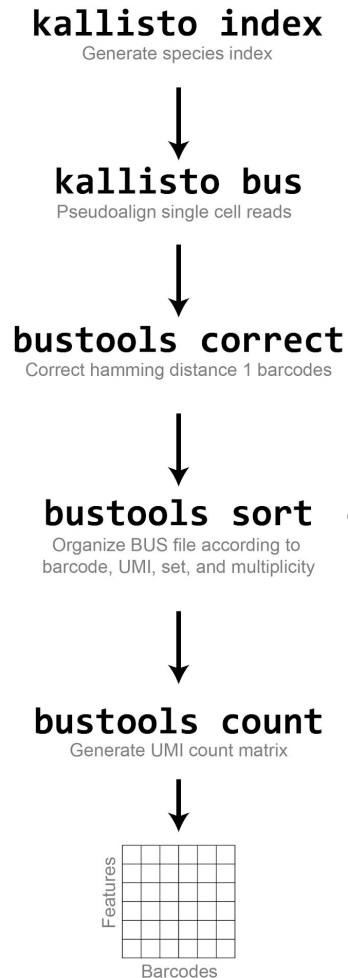 kallisto index
Generate species index
kallisto bus
Pseudoalign single cell reads
bustools correct
Correct hamming distance 1 barcodes
bustools sort
Organize BUS file according to
barcode, UMI, set, and multiplicity
bustools count
Generate UMI count matrix
Features
Barcodes